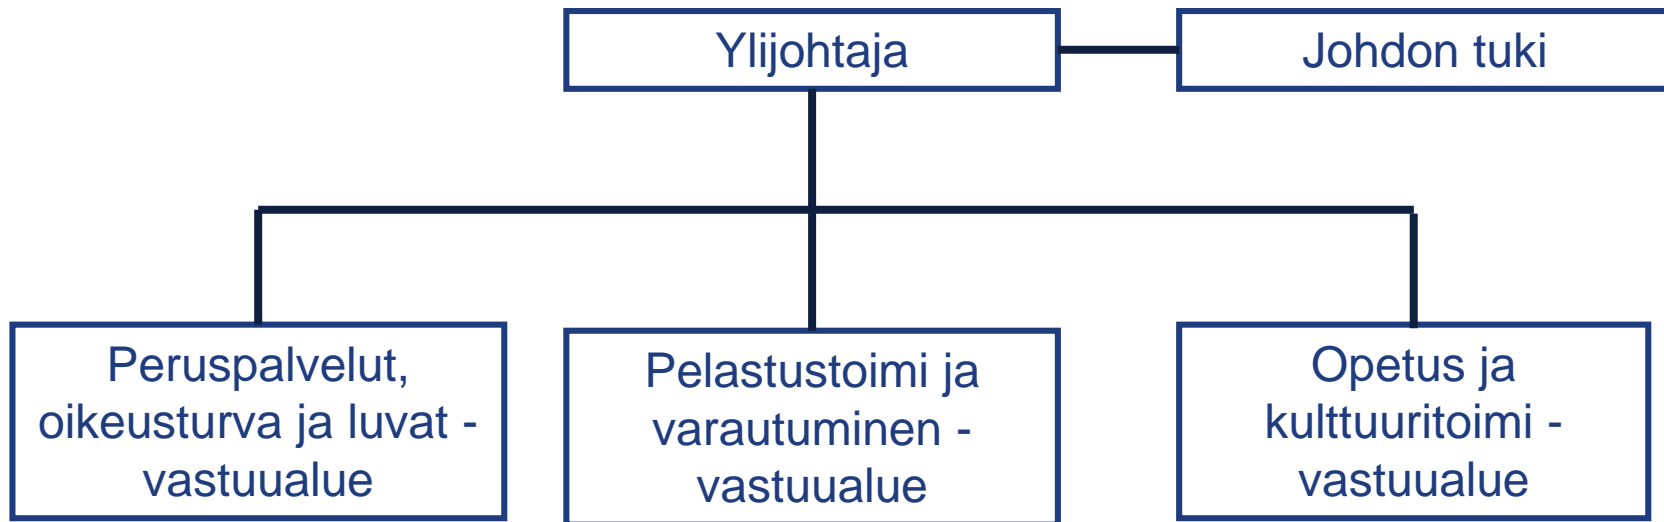 Ylijohtaja
Johdon tuki
Peruspalvelut,
oikeusturva ja luvat -
vastuualue
Pelastustoimi ja
varautuminen -
vastuualue
Opetus ja
kulttuuritoimi -
vastuualue